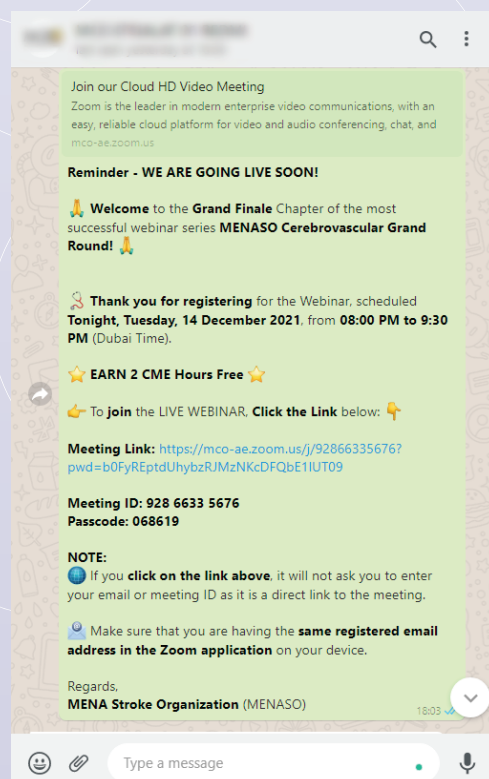 Join our Cloud HD Video Meeting
Zoom is the leader in modern enterprise video communications, with an
easy, reliable cloud platform for video and audio conferencing, chat, and
mco-ae.zoom.us
Reminder - WE ARE GOING LIVE SOON!
🙏 Welcome to the Grand Finale Chapter of the most
successful webinar series MENASO Cerebrovascular Grand
Round! 🙏
🩺 Thank you for registering for the Webinar, scheduled
Tonight, Tuesday, 14 December 2021, from 08:00 PM to 9:30
PM (Dubai Time).
⭐ EARN 2 CME Hours Free ⭐
👉 To join the LIVE WEBINAR, Click the Link below: 👇
Meeting Link: https://mco-ae.zoom.us/j/92866335676?
pwd=b0FyREptdUhybzRJMzNKcDFQbE1IUT09
Meeting ID: 928 6633 5676
Passcode: 068619
NOTE:
🌐 If you click on the link above, it will not ask you to enter
your email or meeting ID as it is a direct link to the meeting.
📧 Make sure that you are having the same registered email
address in the Zoom application on your device.
Regards,
MENA Stroke Organization (MENASO)
18:03
Type a message